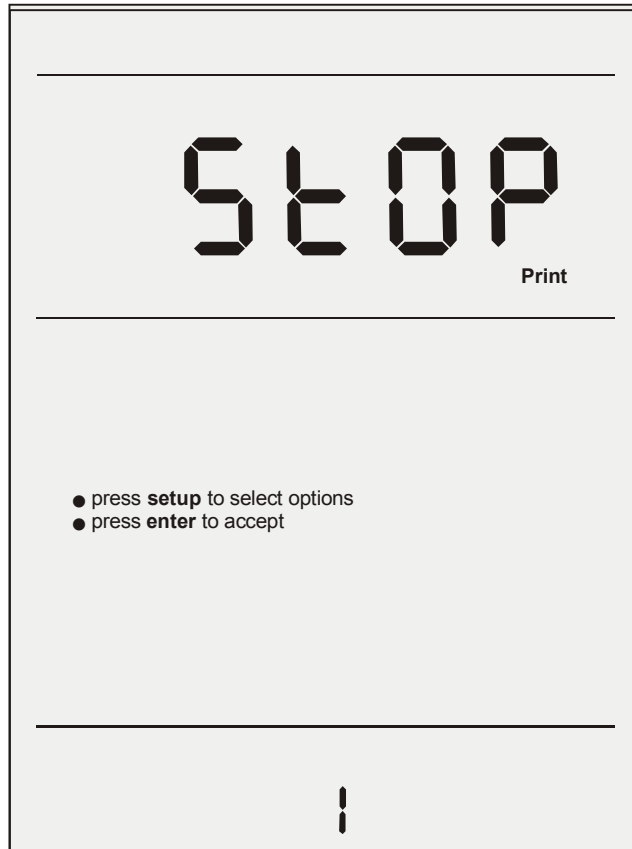 StOP
Print
● press setup to select options
● press enter to accept
1